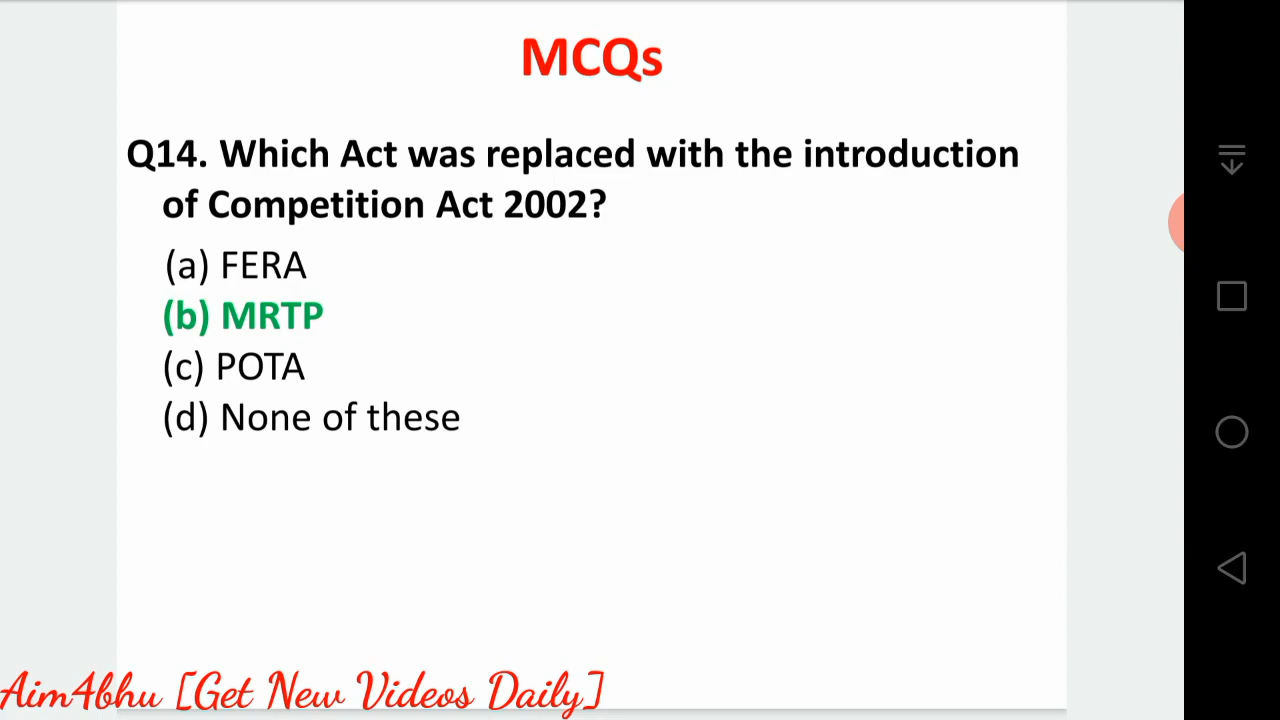 MCQs
Q14. Which Act was replaced with the introduction
of Competition Act 2002?
(a) FERA
(b) MRTP
(c) POTA
(d) None of these
Aim4bhu [Get New Videos Daily]